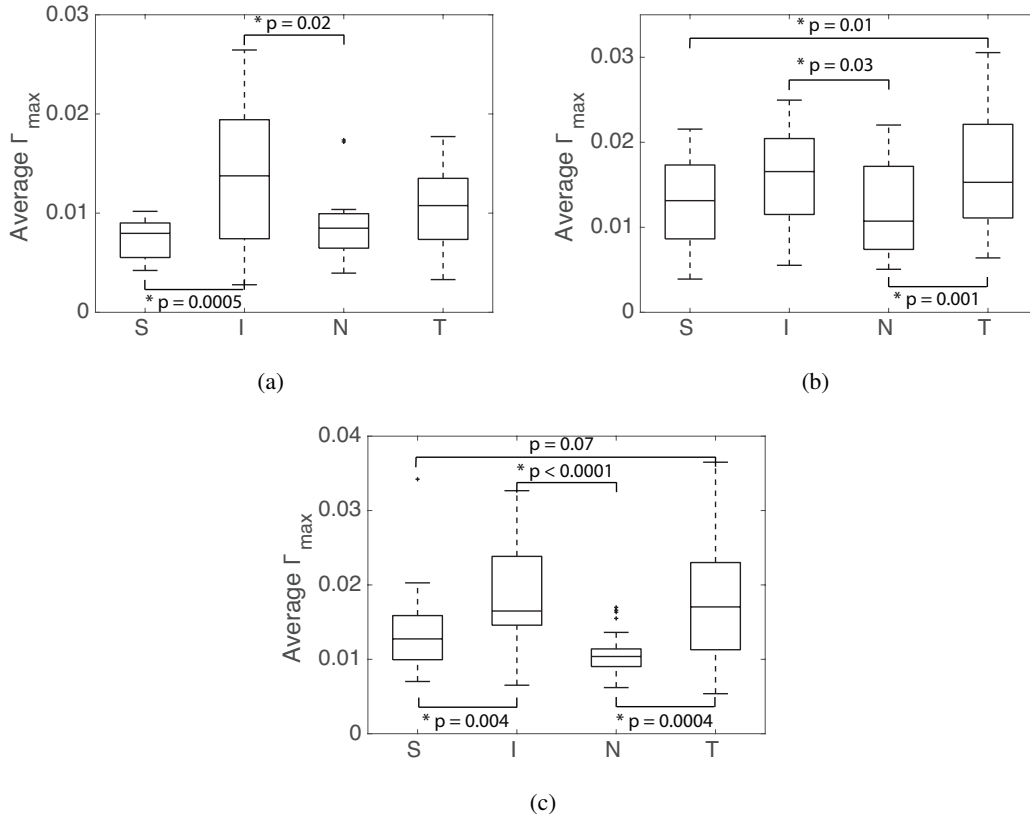 0.03
* p = 0.02
0.02
Average Γmax
0.01
* p = 0.0005
0
S I N T
(a)
* p = 0.01
0.03
* p = 0.03
0.02
Average Γmax
0.01
* p = 0.001
0
S I N T
(b)
0.04
p = 0.07
* p < 0.0001
0.03
Average Γmax
0.02
0.01
* p = 0.004 * p = 0.0004
0
S I N T
(c)